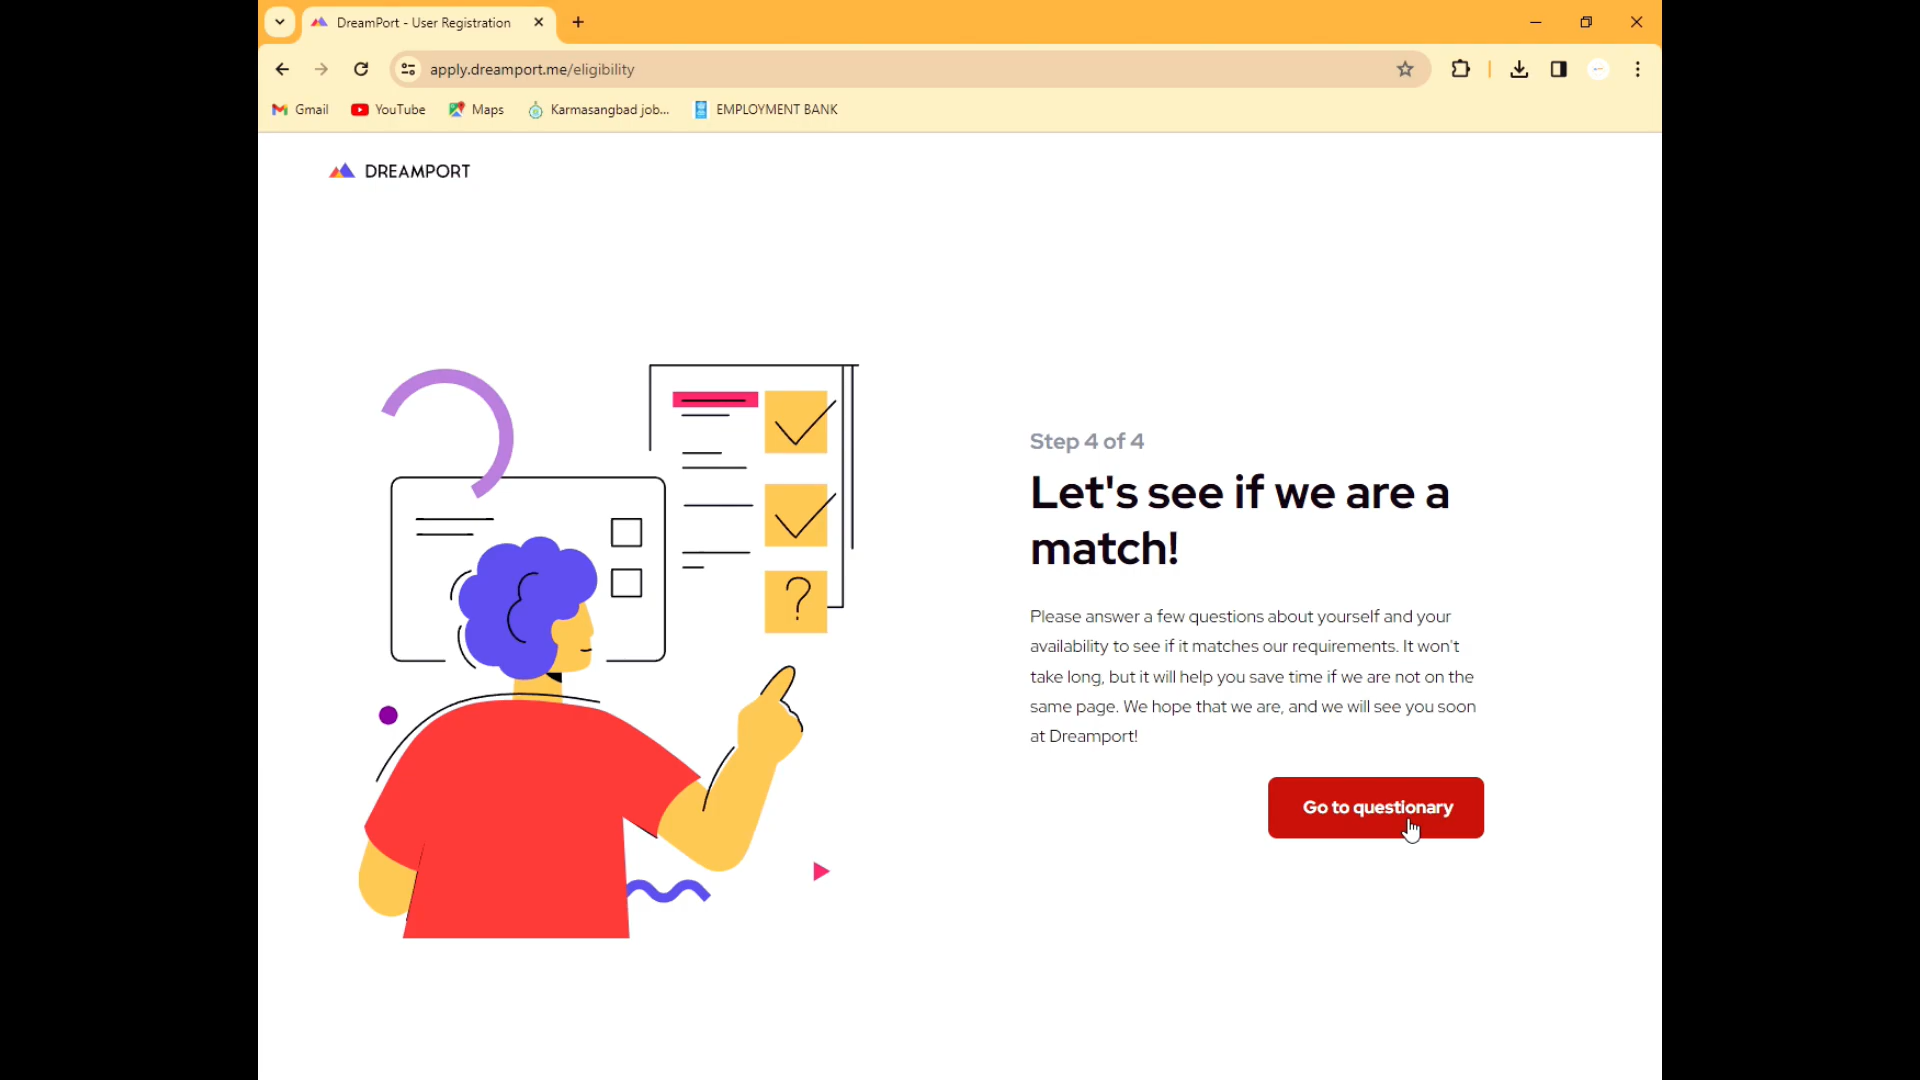 DreamPort - User Registration
apply.dreamport.me/eligibility
Gmail YouTube Maps Karmasangbad job... EMPLOYMENT BANK
DREAMPORT
?
Step 4 of 4
Let's see if we are a
match!
Please answer a few questions about yourself and your
availability to see if it matches our requirements. It won't
take long, but it will help you save time if we are not on the
same page. We hope that we are, and we will see you soon
at Dreamport!
Go to questionary